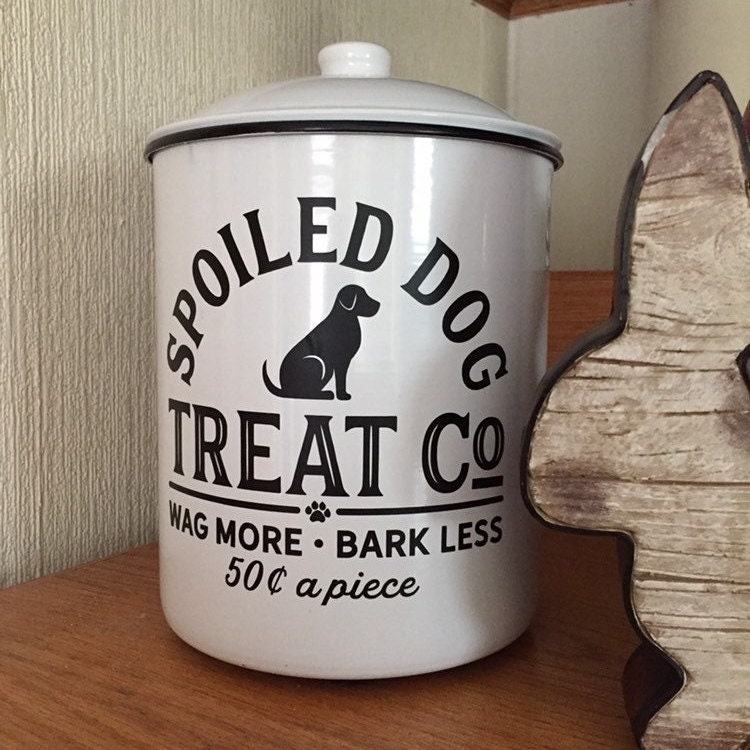 SPOILED DOG
TREAT Co
WAG MORE • BARK LESS
50¢ a piece